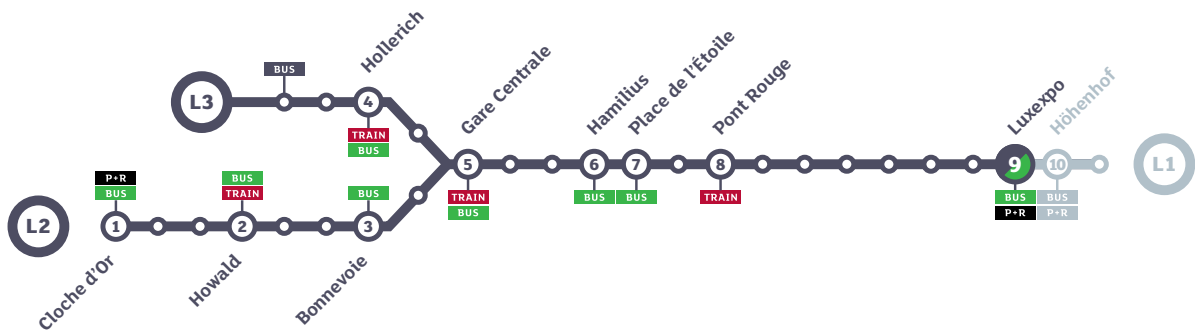 L3
BUS
4
Hollerich
TRAIN
BUS
L2
P+R
BUS
1
Cloche d'Or
BUS
TRAIN
2
Howald
BUS
3
Bonnevoie
5
Gare Centrale
TRAIN
BUS
6
Hamilius
BUS
7
Place de l'Étoile
BUS
8
Pont Rouge
TRAIN
9
Luxexpo
BUS
P+R
10
Höhenhof
BUS
P+R
L1